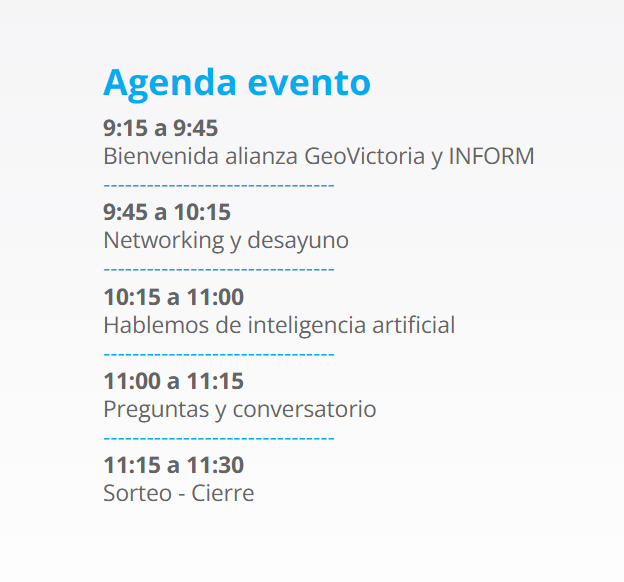 Agenda evento
9:15 a 9:45
Bienvenida alianza GeoVictoria y INFORM
--------------------------------
9:45 a 10:15
Networking y desayuno
--------------------------------
10:15 a 11:00
Hablemos de inteligencia artificial
--------------------------------
11:00 a 11:15
Preguntas y conversatorio
--------------------------------
11:15 a 11:30
Sorteo - Cierre